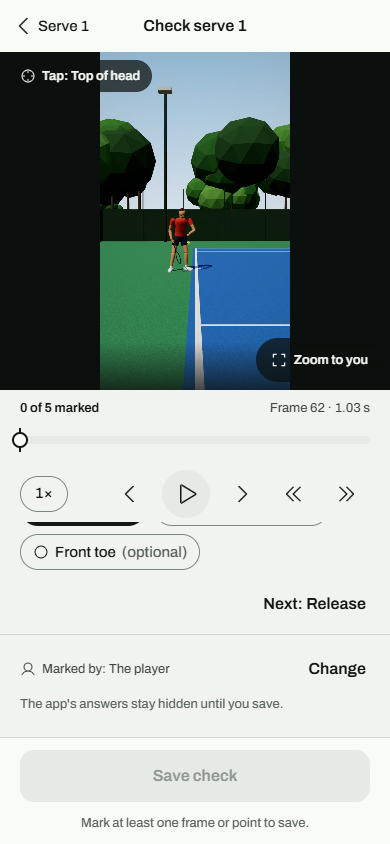 Serve 1
Check serve 1
Tap: Top of head
Zoom to you
0 of 5 marked
Frame 62 · 1.03 s
1×
Front toe (optional)
Next: Release
Marked by: The player
Change
The app's answers stay hidden until you save.
Save check
Mark at least one frame or point to save.